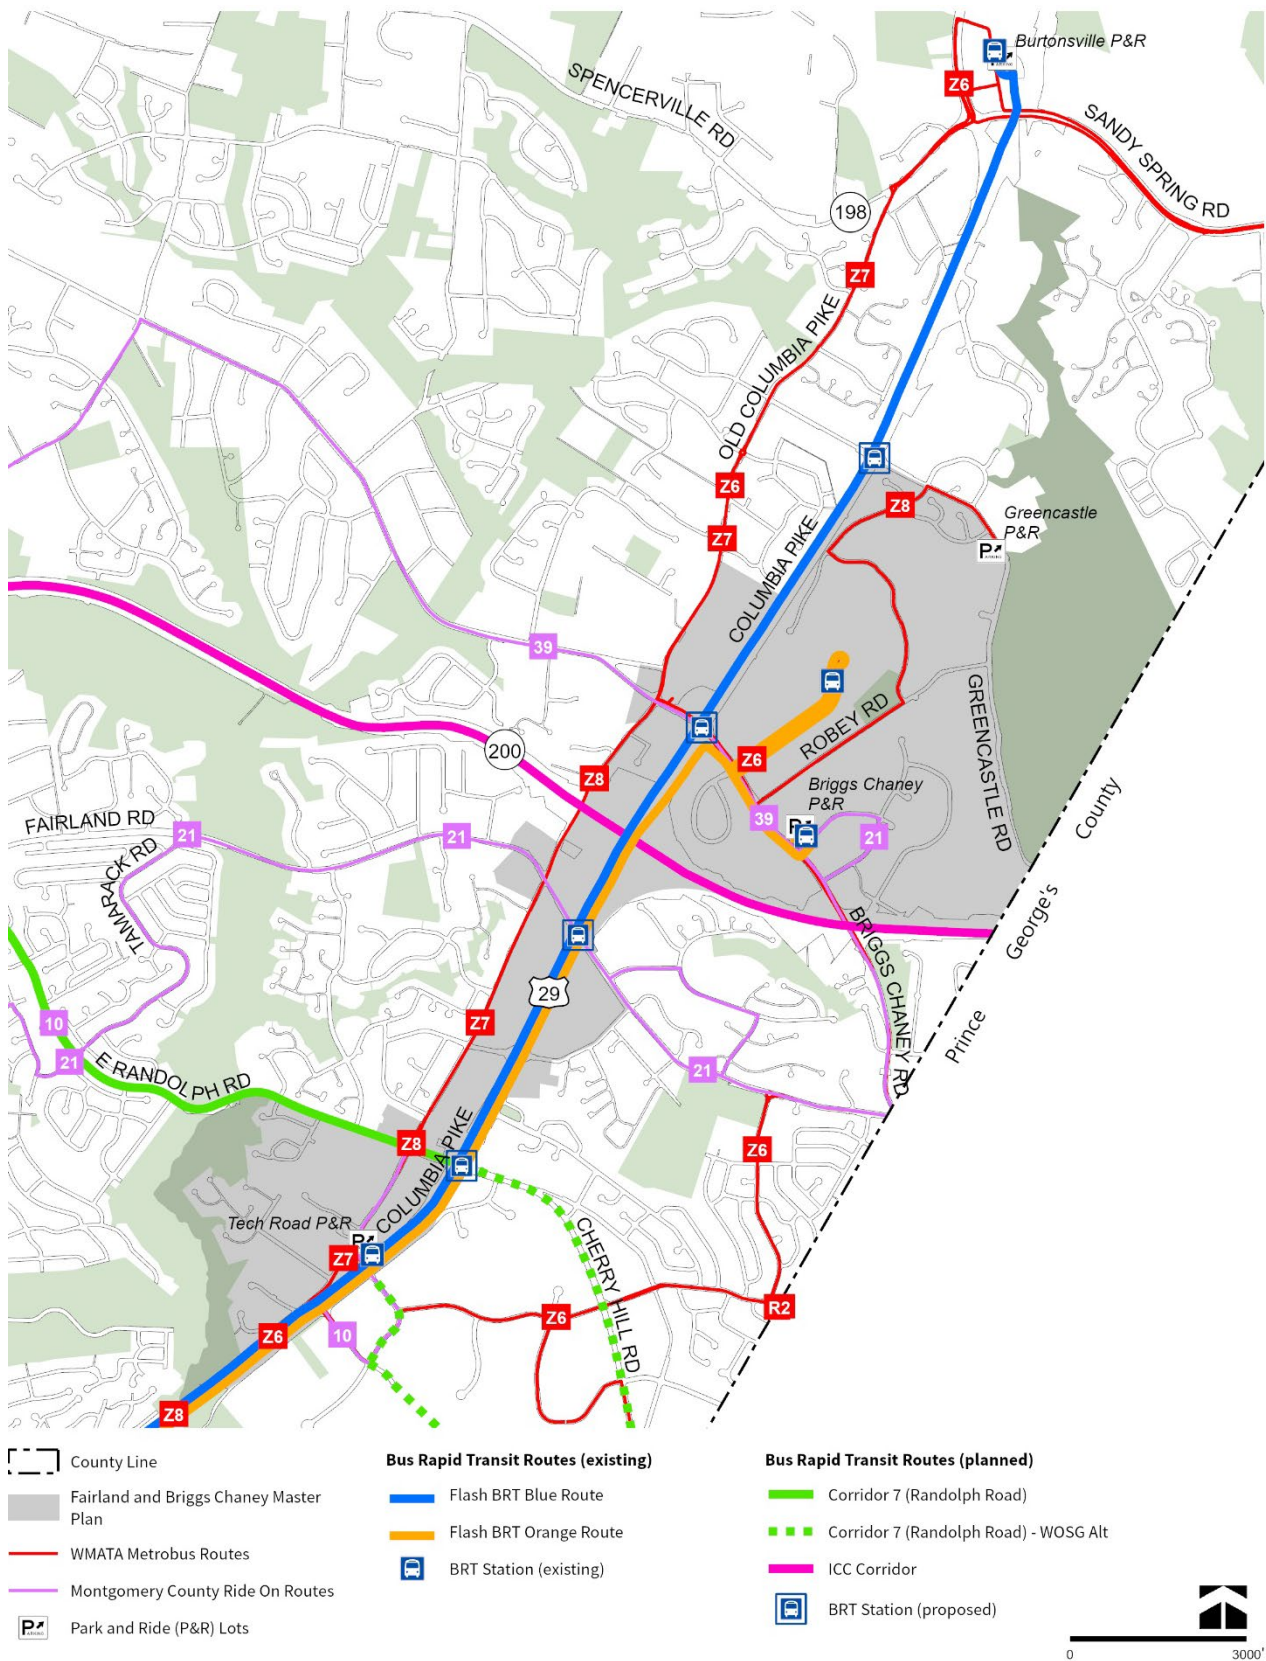 Burtonsville P&R
SPENCERVILLE RD
Z6
SANDY SPRING RD
198
Z7
OLD COLUMBIA PIKE
Z6
Z8
Greencastle
P&R
P
Z7
COLUMBIA PIKE
39
ROBEY RD
GREENCASTLE RD
200
Z6
Z8
Briggs Chaney
P&R
County
FAIRLAND RD
21
21
39
21
TAMARACK RD
BRIGGS CHANEY RD
George's
29
10
Z7
Prince
21
21
E RANDOLPH RD
Z8
COLUMBIA PIKE
Z6
Tech Road P&R
CHERRY HILL RD
Z7
Z6
R2
Z6
10
Z8
County Line
Fairland and Briggs Chaney Master
Plan
WMATA Metrobus Routes
Montgomery County Ride On Routes
P
Park and Ride (P&R) Lots
Bus Rapid Transit Routes (existing)
Flash BRT Blue Route
Flash BRT Orange Route
BRT Station (existing)
Bus Rapid Transit Routes (planned)
Corridor 7 (Randolph Road)
Corridor 7 (Randolph Road) - WOSG Alt
ICC Corridor
BRT Station (proposed)
0 3000'